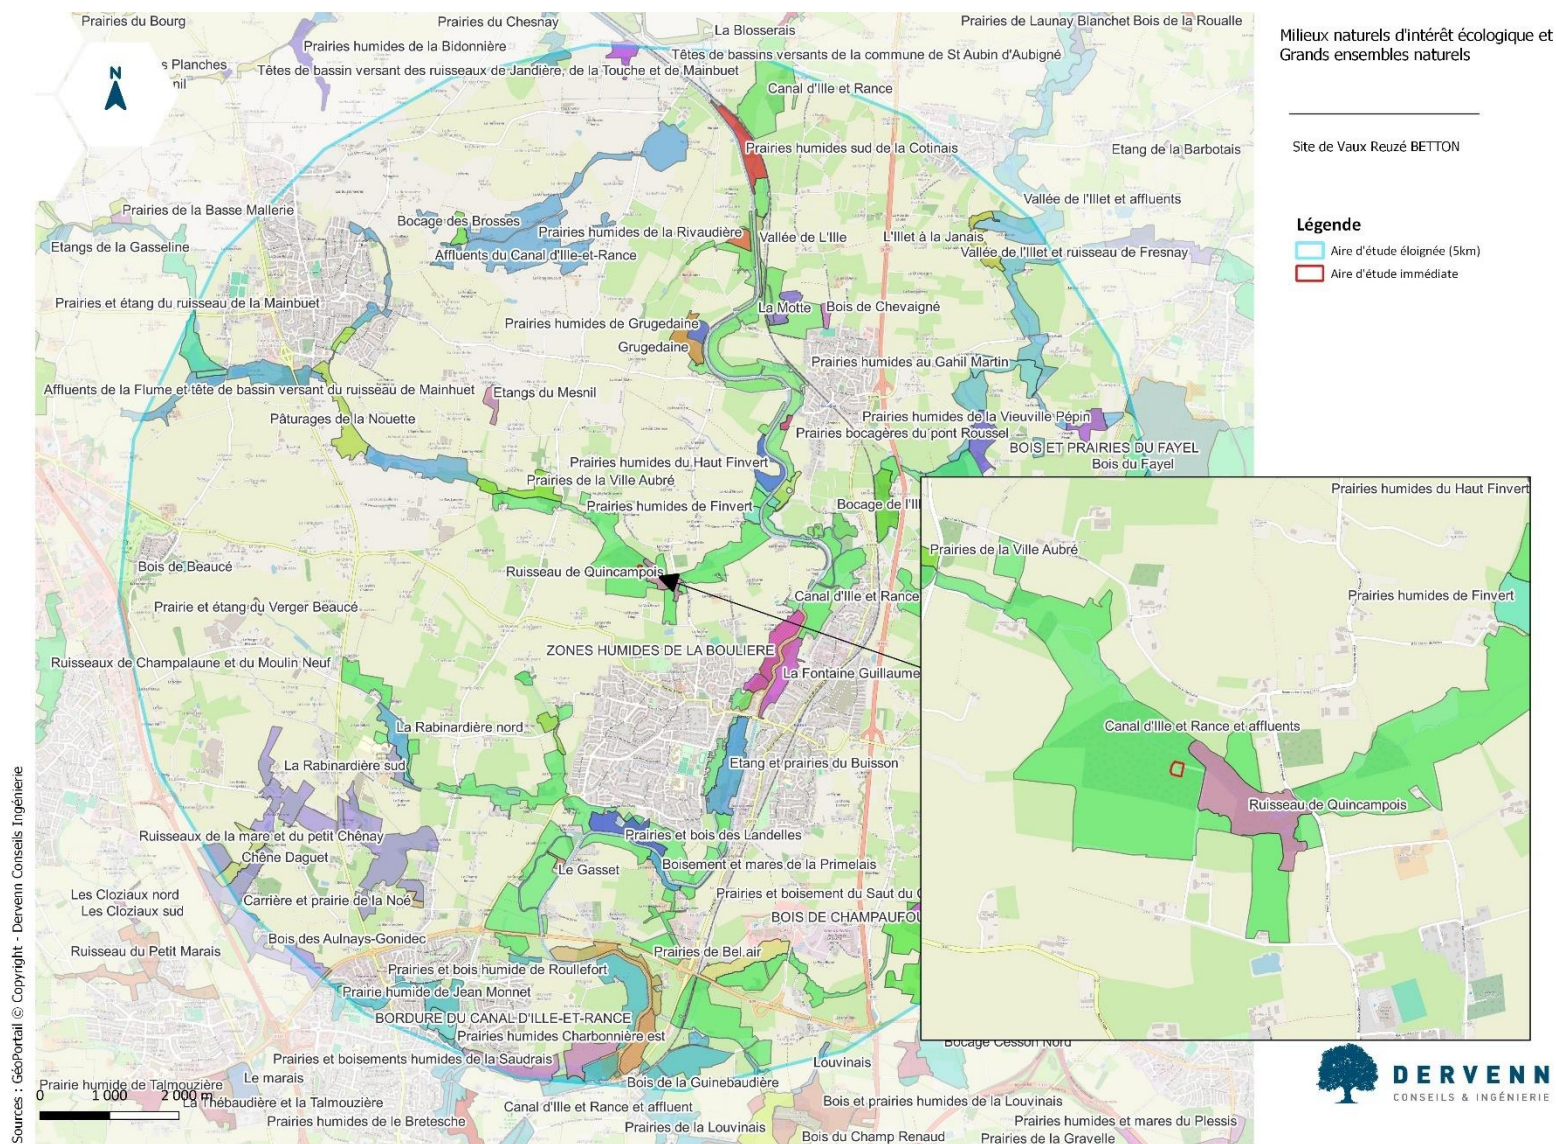 Prairies du Bourg
Prairies du Chesnay
La Blosserais
Prairies de Launay Blanchet
Bois de la Roualle
Prairies humides de la Bidonnière
Têtes de bassins versants de la commune de St Aubin d'Aubigné
s Planches
nil
Têtes de bassin versant des ruisseaux de Jandière, de la Touche et de Mainbuet
Canal d'Ille et Rance
N
Prairies humides sud de la Cotinais
Etang de la Barbotais
Vallée de l'Illet et affluents
Prairies de la Basse Mallerie
Bocage des Brosses
Prairies humides de la Rivaudière
Vallée de L'Ille
L'Illet à la Janais
Etangs de la Gasseline
Affluents du Canal d'Ille-et-Rance
Vallée de l'Illet et ruisseau de Fresnay
Prairies et étang du ruisseau de la Mainbuet
La Motte
Bois de Chevaigné
Prairies humides de Grugedaine
Grugedaine
Prairies humides au Gahil Martin
Affluents de la Flume et tête de bassin versant du ruisseau de Mainhuet
Etangs du Mesnil
Pâturages de la Nouette
Prairies humides de la Vieuville Pépin
Prairies bocagères du pont Roussel
BOIS ET PRAIRIES DU FAYEL
Bois du Fayel
Prairies humides du Haut Finvert
Prairies de la Ville Aubré
Prairies humides de Finvert
Bocage de l'Ill
Bois de Beaucé
Ruisseau de Quincampois
Prairie et étang du Verger Beaucé
Canal d'Ille et Rance
ZONES HUMIDES DE LA BOULIERE
Ruisseaux de Champalaune et du Moulin Neuf
La Fontaine Guillaume
La Rabinardière nord
La Rabinardière sud
Etang et prairies du Buisson
Ruisseaux de la mare et du petit Chênay
Prairies et bois des Landelles
Chêne Daguet
Boisement et mares de la Primelais
Le Gasset
Les Cloziaux nord
Carrière et prairie de la Noé
Prairies et boisement du Saut du C
Les Cloziaux sud
BOIS DE CHAMPAUFOU
Bois des Aulnays-Gonidec
Ruisseau du Petit Marais
Prairies de Bel air
Prairies et bois humide de Roullefort
Prairie humide de Jean Monnet
BORDURE DU CANAL D'ILLE-ET-RANCE
Prairies humides Charbonnière est
Bocage Cesson Nord
Prairies et boisements humides de la Saudrais
Louvinais
Le marais
Prairie humide de Talmouzière
Bois de la Guinebaudière
0 1 000 2 000 m
La Thébaudière et la Talmouzière
Canal d'Ille et Rance et affluent
Bois et prairies humides de la Louvinais
Prairies humides de le Bretesche
Prairies de la Louvinais
Prairies humides et mares du Plessis
Bois du Champ Renaud
Prairies de la Gravelle
Prairies humides du Haut Finvert
Prairies de la Ville Aubré
Prairies humides de Finvert
Canal d'Ille et Rance et affluents
Ruisseau de Quincampois
Milieux naturels d'intérêt écologique et
Grands ensembles naturels
Site de Vaux Reuzé BETTON
Légende
Aire d'étude éloignée (5km)
Aire d'étude immédiate
DERVENN
CONSEILS & INGÉNIERIE
Sources : GéoPortail © Copyright - Dervenn Conseils Ingénierie